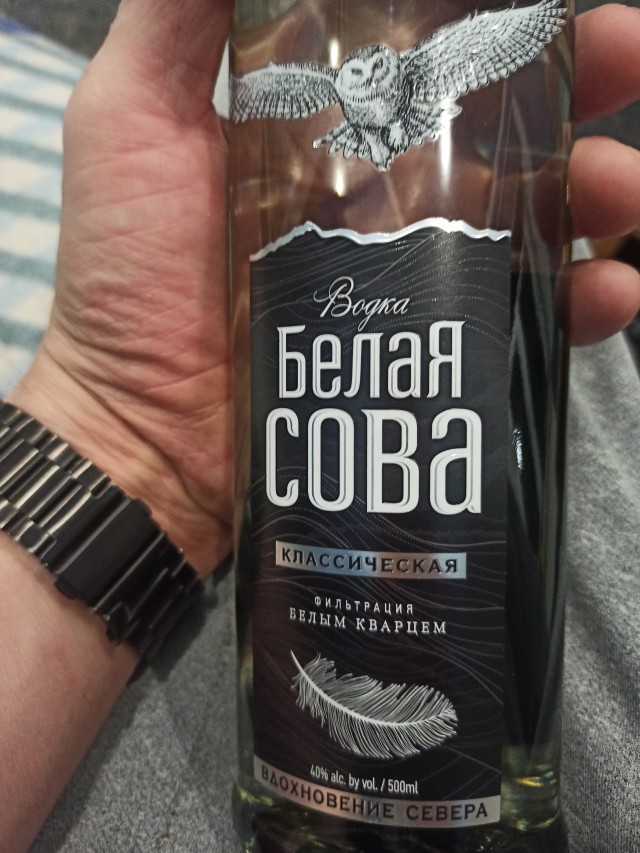 Водка
Белая
сова
КЛАССИЧЕСКАЯ
ФИЛЬТРАЦИЯ
БЕЛЫМ КВАРЦЕМ
40% alc. by vol. / 500ml
ВДОХНОВЕНИЕ СЕВЕРА